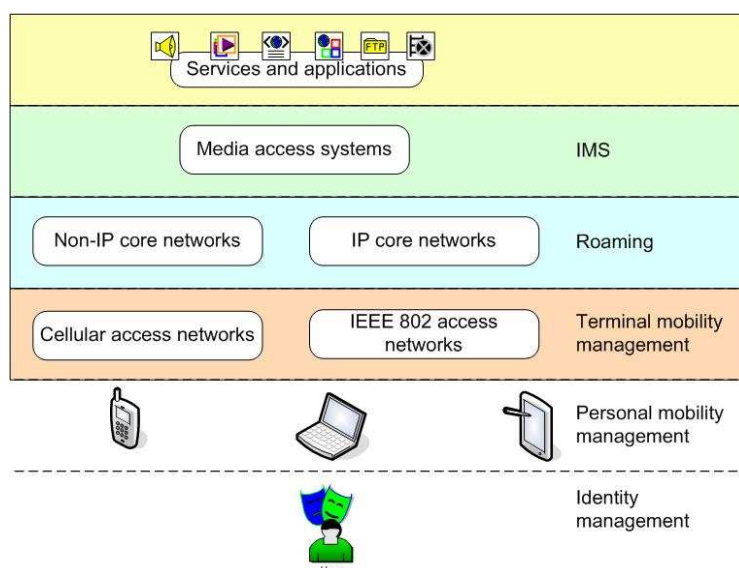 FTP
Services and applications
Media access systems
IMS
Non-IP core networks
IP core networks
Roaming
Cellular access networks
IEEE 802 access
networks
Terminal mobility
management
Personal mobility
management
Identity
management